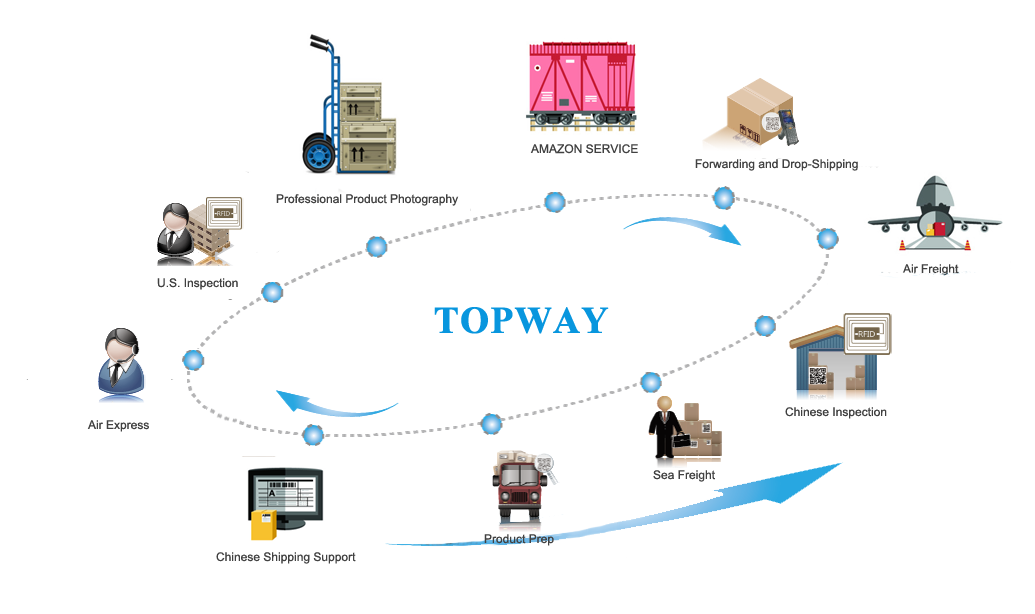 AMAZON SERVICE
Forwarding and Drop-Shipping
Professional Product Photography
RFID
U.S. Inspection
Air Freight
TOPWAY
RFID
Chinese Inspection
Air Express
Sea Freight
A
Product Prep
Chinese Shipping Support